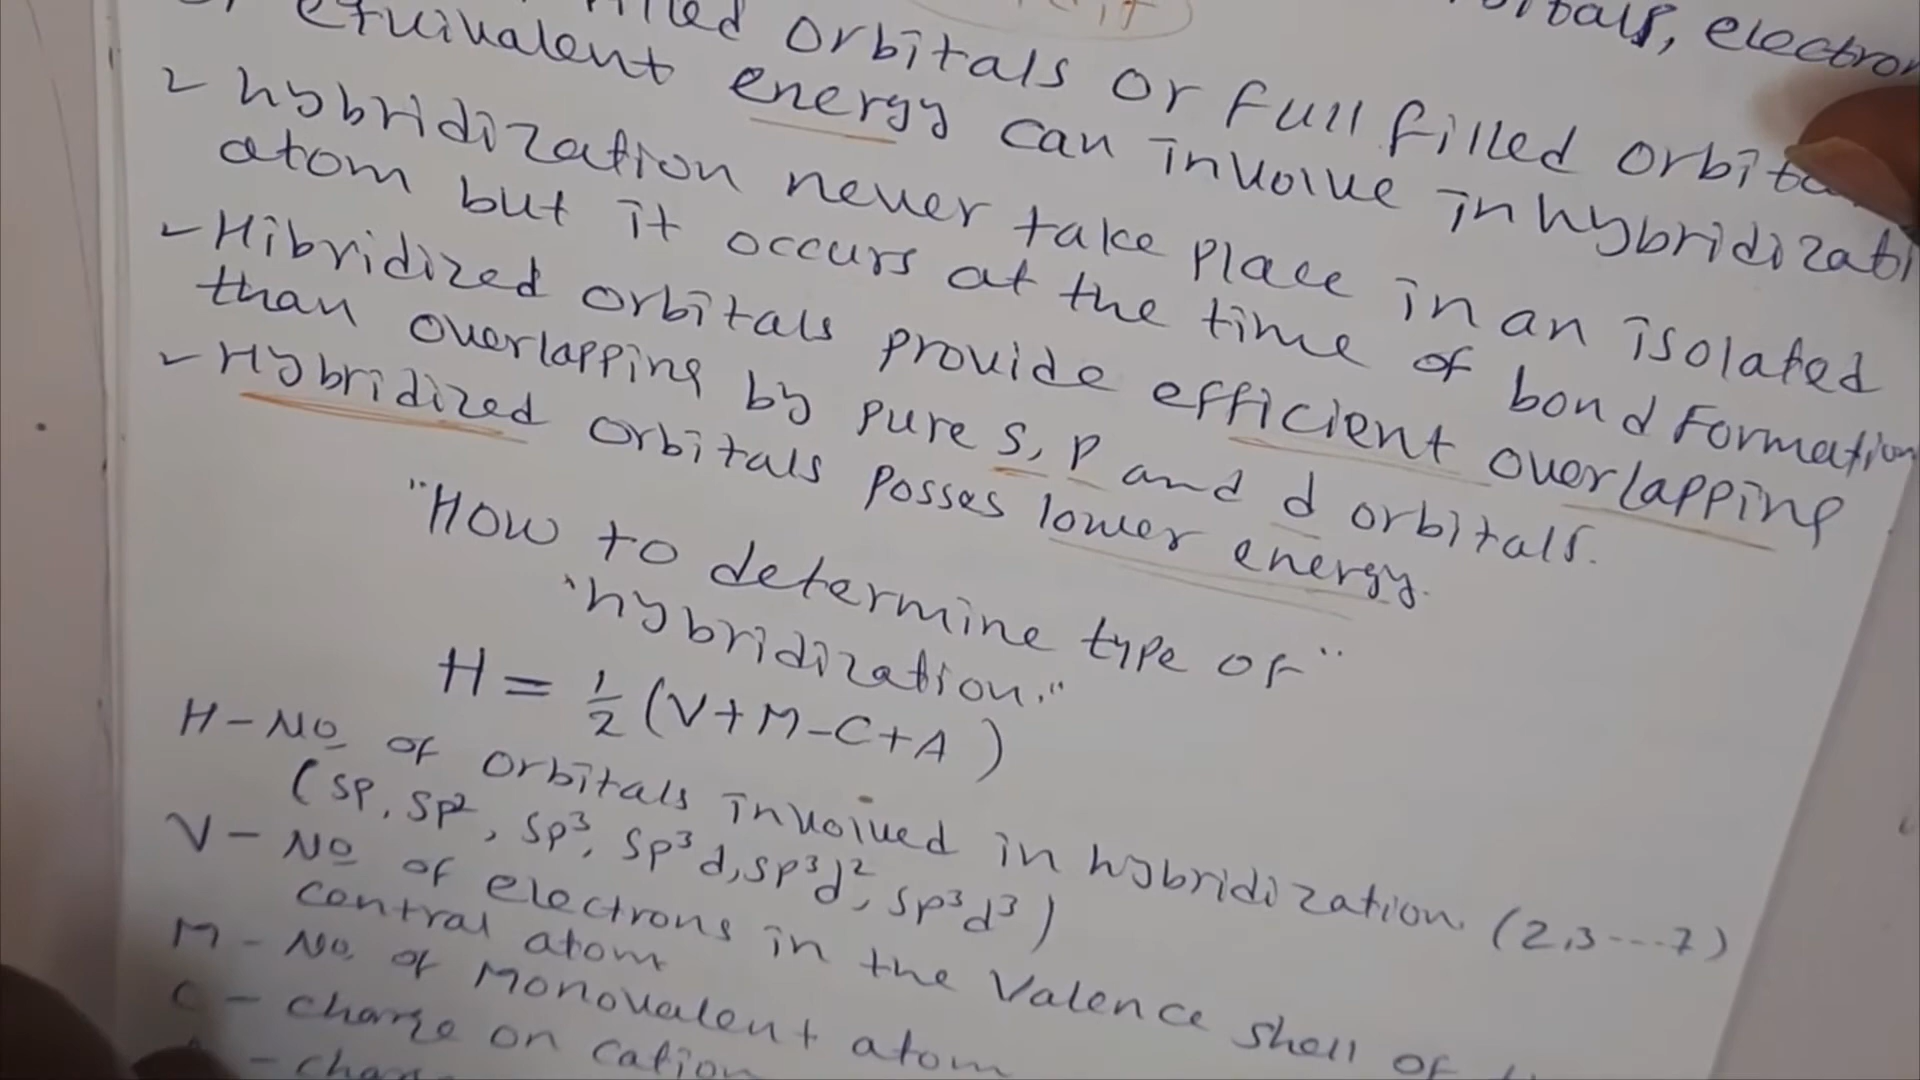 filled orbitals or full filled orbita
bitals, electron
equivalent energy can involve in hybridizati
hybridization never take place in an isolated
atom but it occurs at the time of bond Formation
Hibridized orbitals provide efficient overlapping
than overlapping by pure s, p and d orbitals.
Hybridized orbitals posses lower energy.
"How to determine type of"
"hybridization."
H = 1/2 (V+M-C+A)
H - No of orbitals involved in hybridization (2,3---7)
(sp, sp², sp³, sp³d, sp³d², sp³d³)
V - No of electrons in the valence shell of
central atom
M - No of Monovalent atom
C - charge on cation